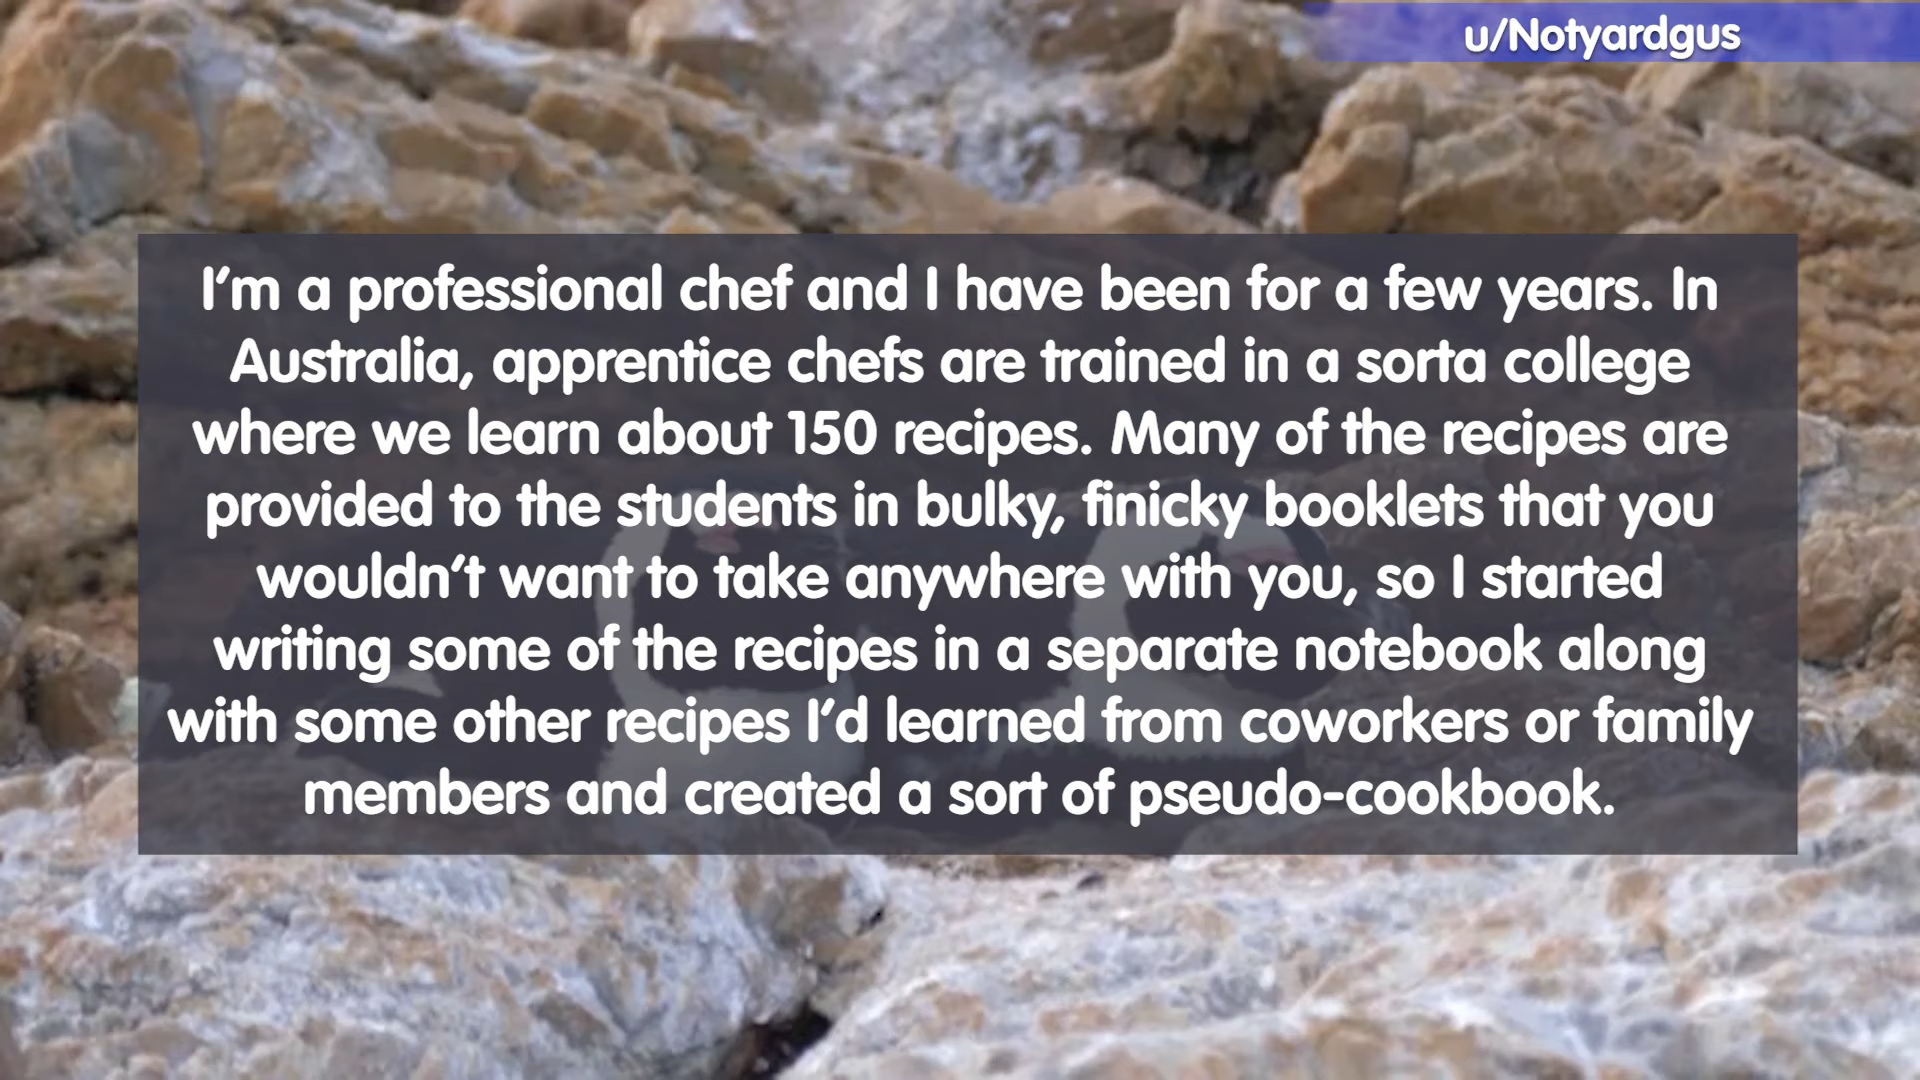 u/Notyardgus
I'm a professional chef and I have been for a few years. In
Australia, apprentice chefs are trained in a sorta college
where we learn about 150 recipes. Many of the recipes are
provided to the students in bulky, finicky booklets that you
wouldn't want to take anywhere with you, so I started
writing some of the recipes in a separate notebook along
with some other recipes I'd learned from coworkers or family
members and created a sort of pseudo-cookbook.